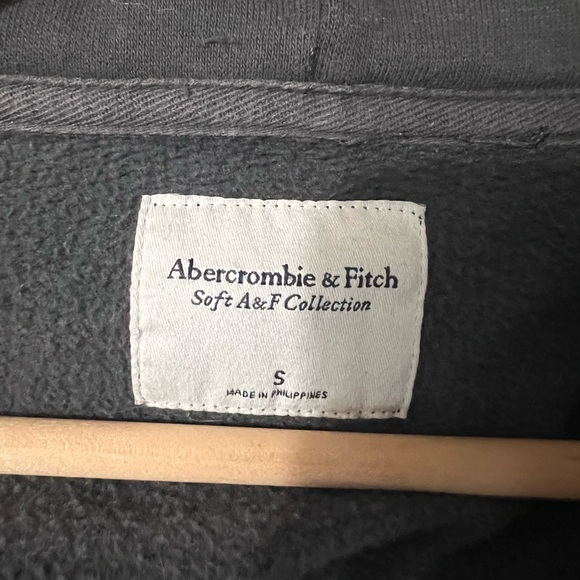 Abercrombie & Fitch
Soft A&F Collection
S
MADE IN PHILIPPINES